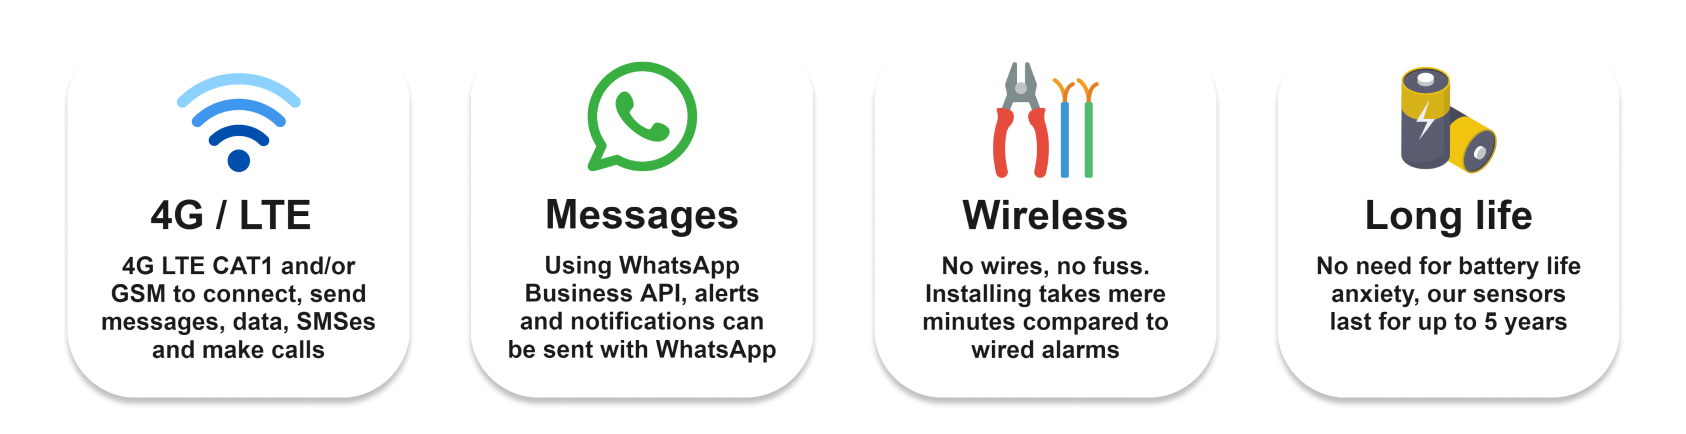 4G / LTE
4G LTE CAT1 and/or
GSM to connect, send
messages, data, SMSes
and make calls
Messages
Using WhatsApp
Business API, alerts
and notifications can
be sent with WhatsApp
Wireless
No wires, no fuss.
Installing takes mere
minutes compared to
wired alarms
Long life
No need for battery life
anxiety, our sensors
last for up to 5 years